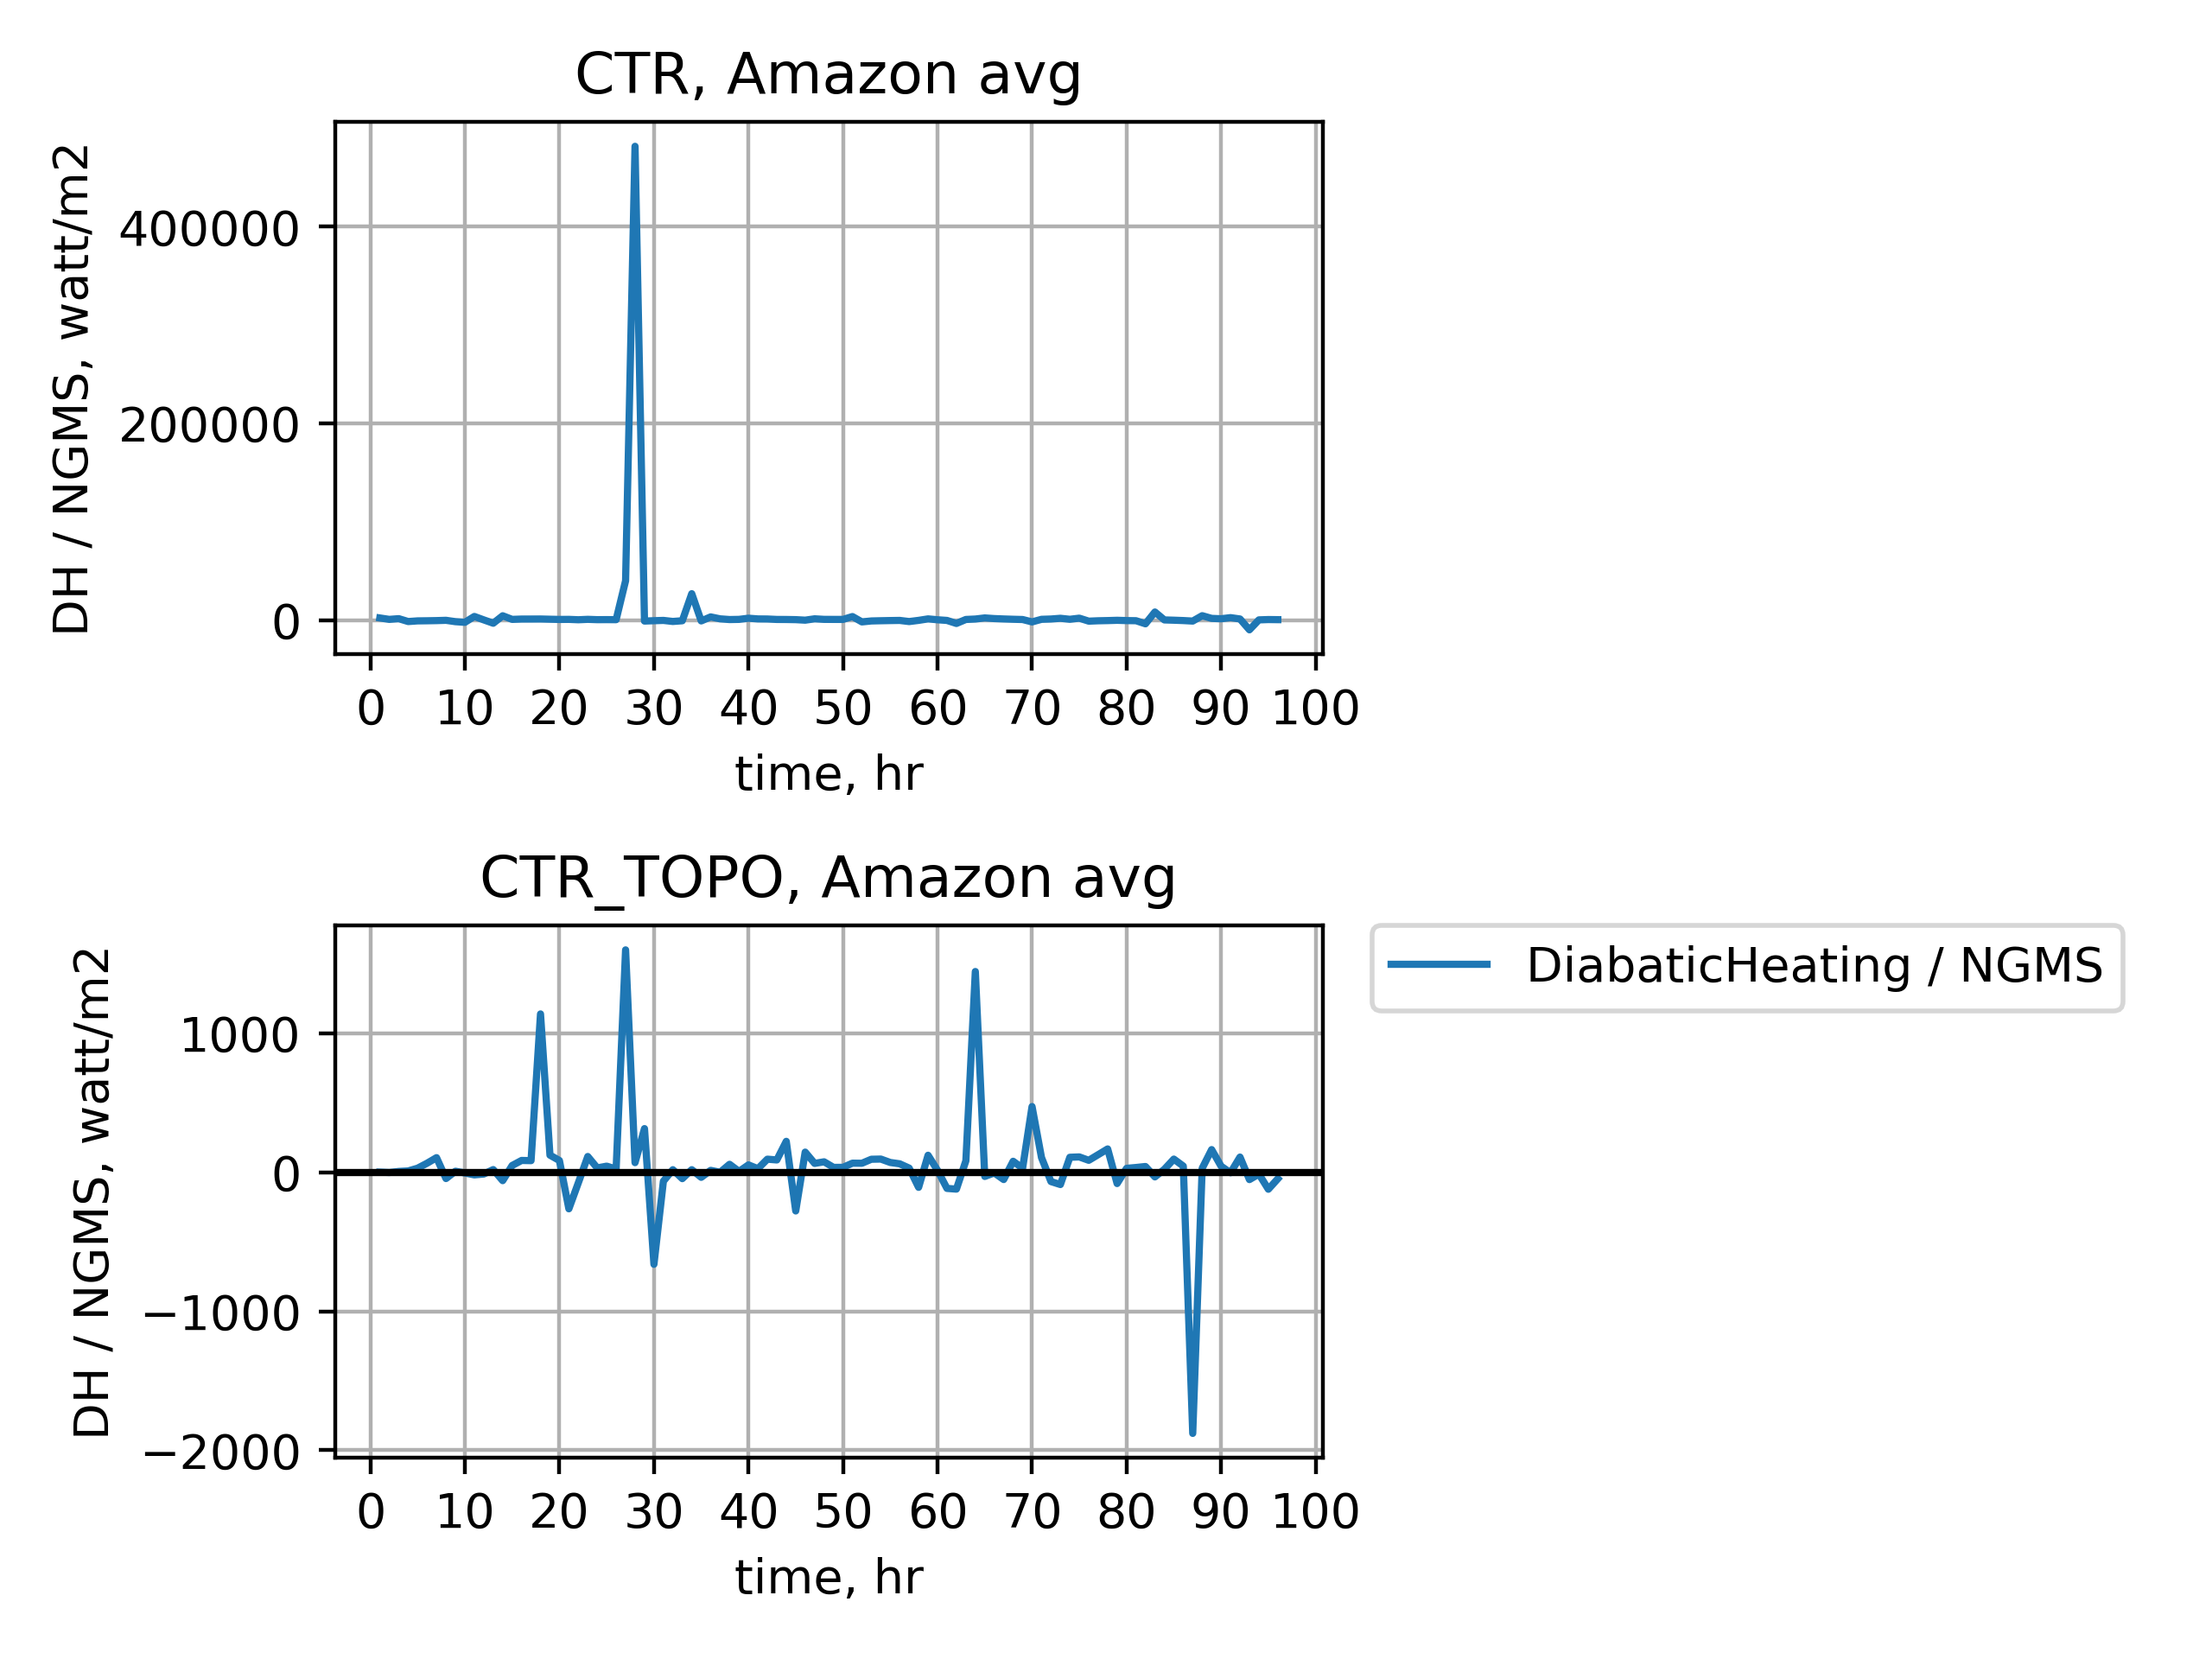 CTR, Amazon avg
DH / NGMS, watt/m2
400000
200000
0
0 10 20 30 40 50 60 70 80 90 100
time, hr
CTR_TOPO, Amazon avg
DH / NGMS, watt/m2
1000
0
−1000
−2000
0 10 20 30 40 50 60 70 80 90 100
time, hr
DiabaticHeating / NGMS